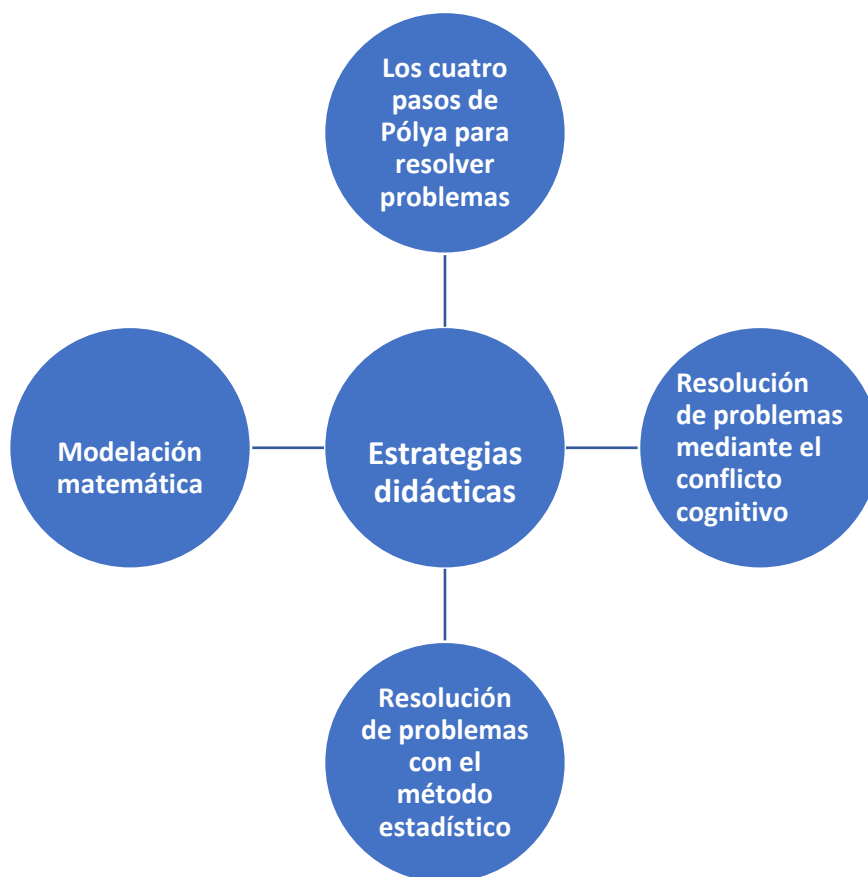 Los cuatro
pasos de
Pólya para
resolver
problemas
Modelación
matemática
Estrategias
didácticas
Resolución
de problemas
mediante el
conflicto
cognitivo
Resolución
de problemas
con el
método
estadístico